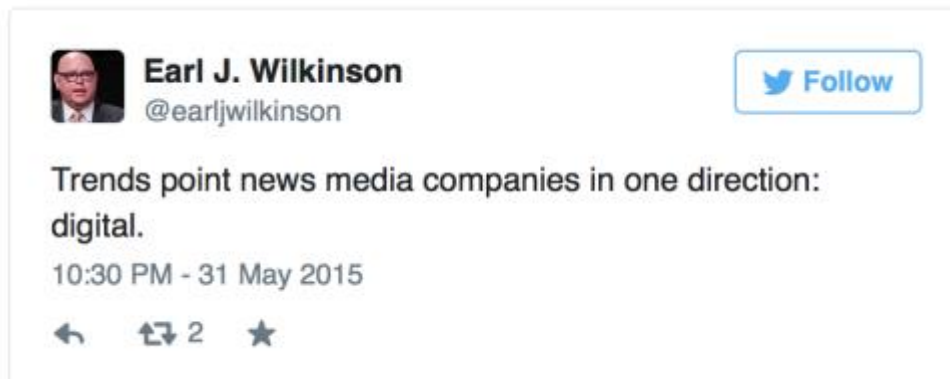 Earl J. Wilkinson
@earljwilkinson
Follow
Trends point news media companies in one direction:
digital.
10:30 PM - 31 May 2015
2